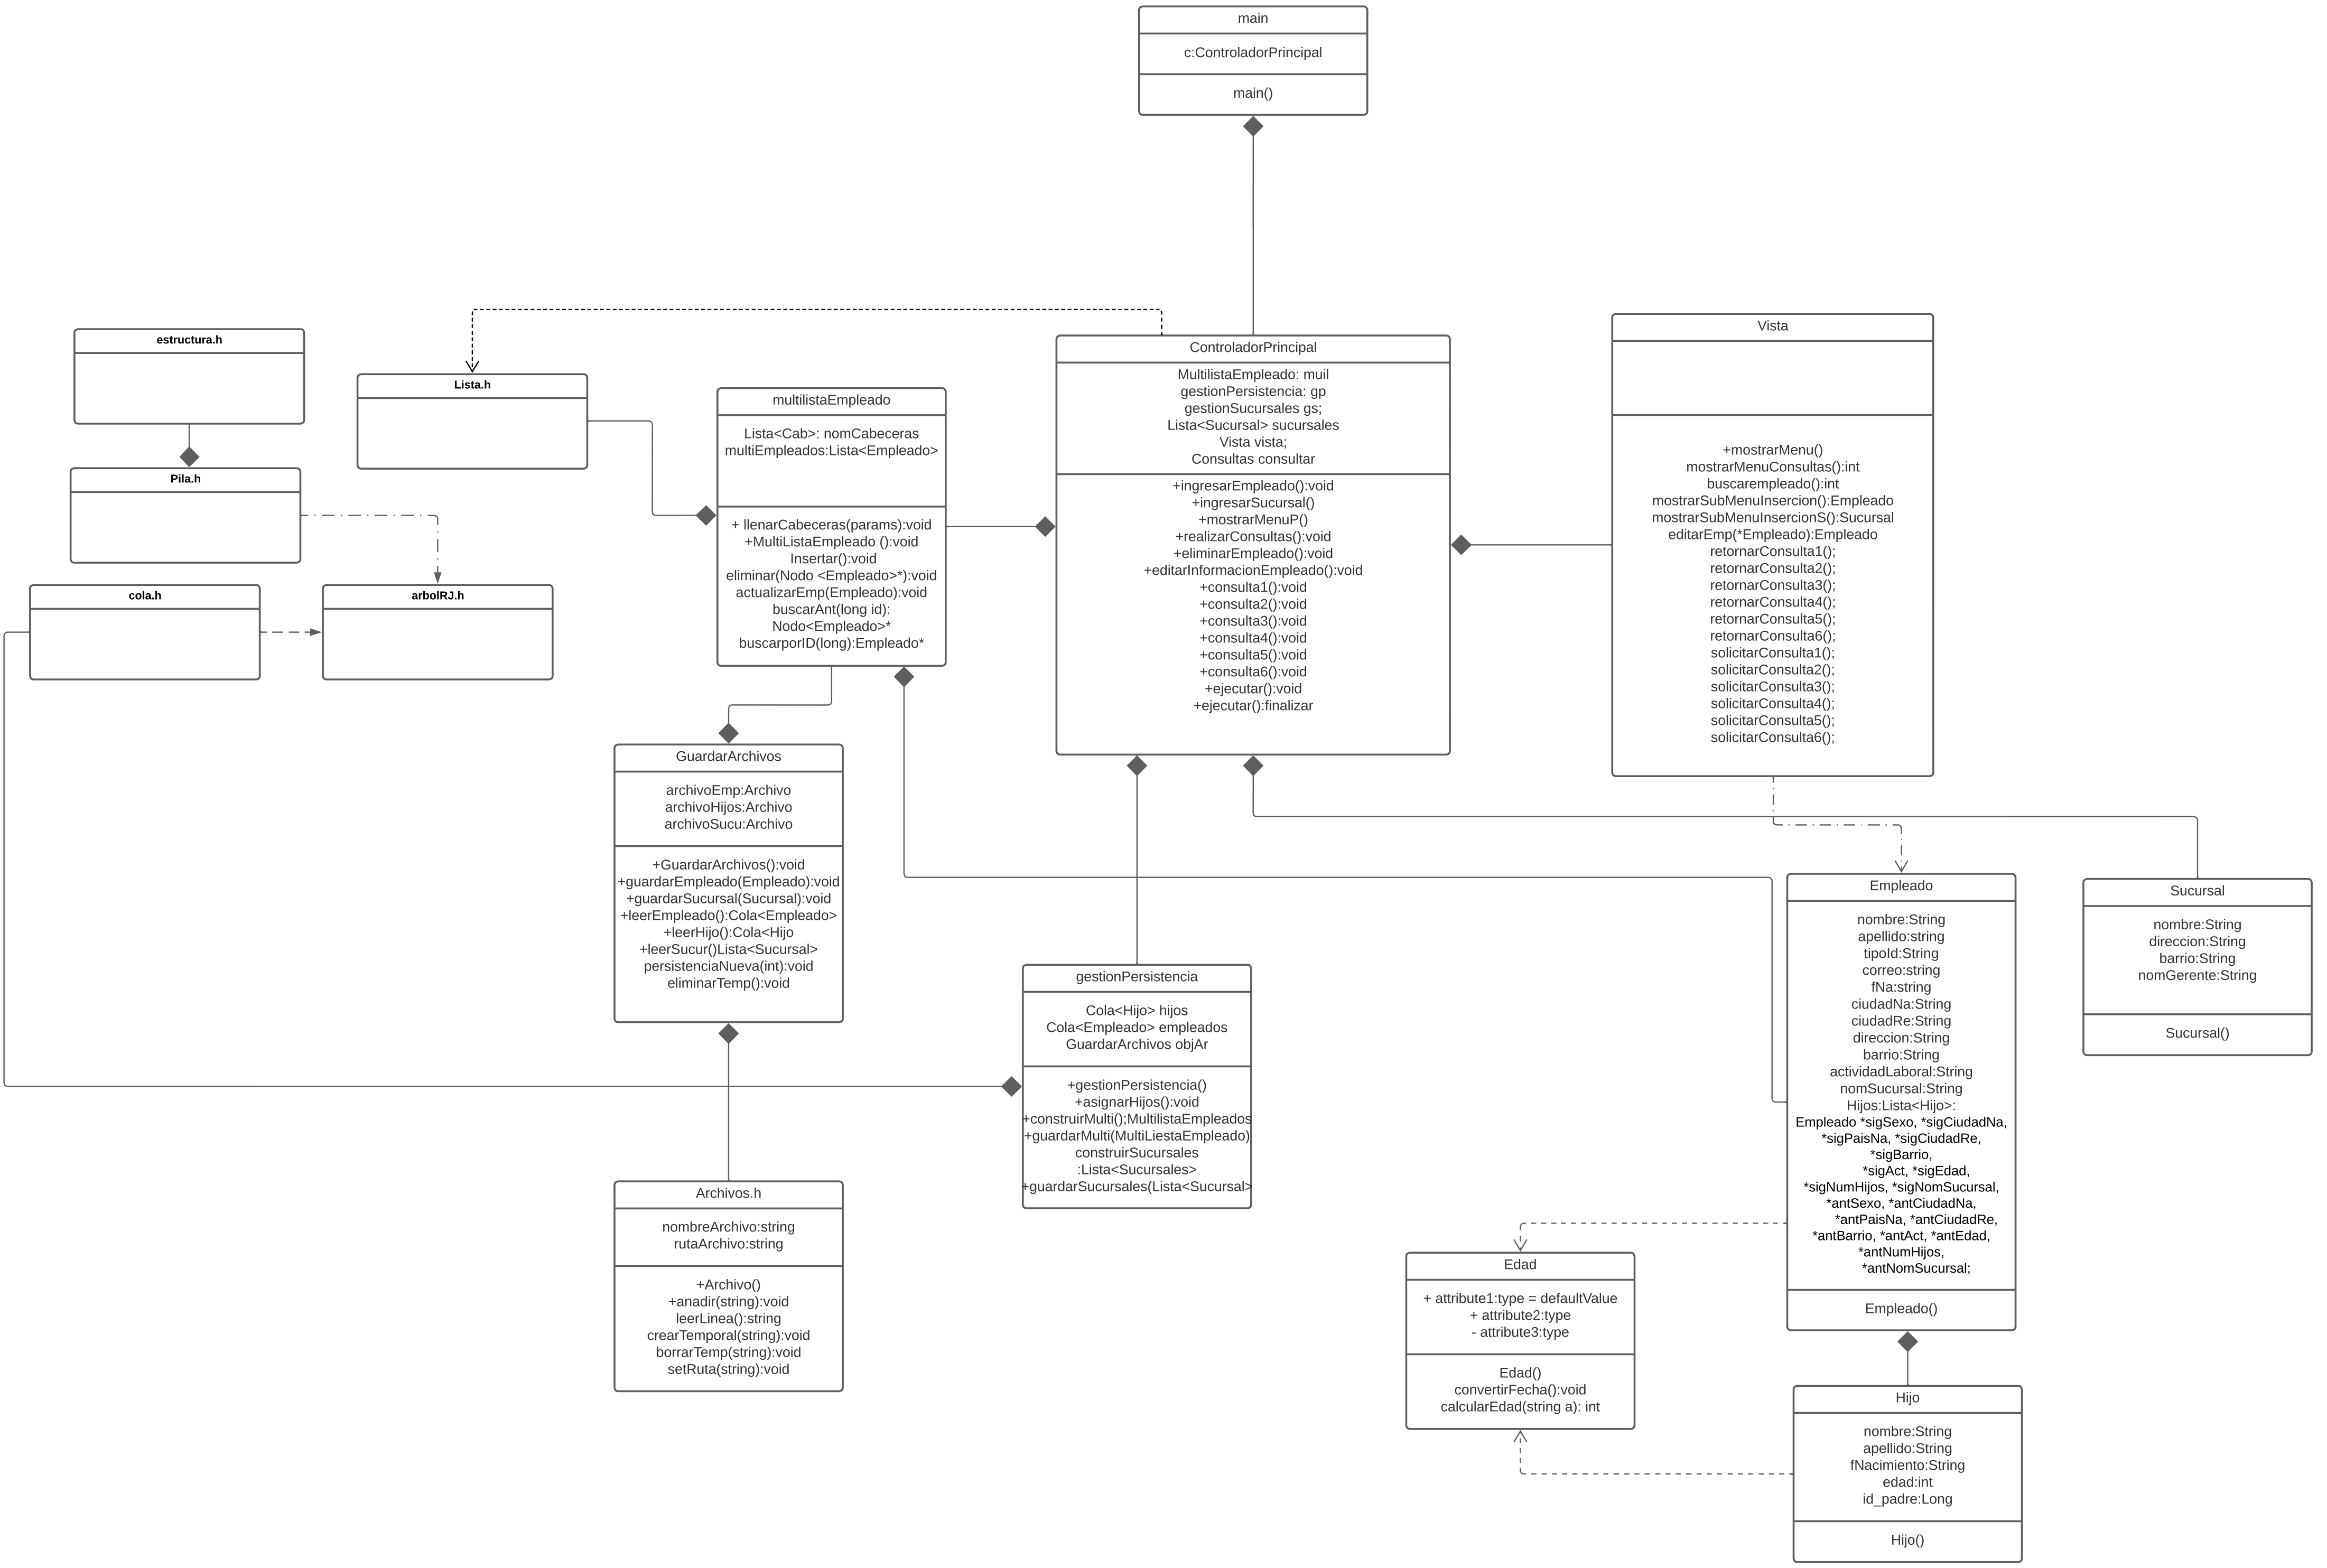 main
c:ControladorPrincipal
main()
estructura.h
Pila.h
cola.h
arbolRJ.h
Lista.h
multilistaEmpleado
Lista<Cab>: nomCabeceras
multiEmpleados:Lista<Empleado>
+ llenarCabeceras(params):void
+MultiListaEmpleado ():void
Insertar():void
eliminar(Nodo <Empleado>*):void
actualizarEmp(Empleado):void
buscarAnt(long id):
Nodo<Empleado>*
buscarporID(long):Empleado*
ControladorPrincipal
MultilistaEmpleado: muil
gestionPersistencia: gp
gestionSucursales gs;
Lista<Sucursal> sucursales
Vista vista;
Consultas consultar
+ingresarEmpleado():void
+ingresarSucursal()
+mostrarMenuP()
+realizarConsultas():void
+eliminarEmpleado():void
+editarInformacionEmpleado():void
+consulta1():void
+consulta2():void
+consulta3():void
+consulta4():void
+consulta5():void
+consulta6():void
+ejecutar():void
+ejecutar():finalizar
Vista
+mostrarMenu()
mostrarMenuConsultas():int
buscarempleado():int
mostrarSubMenuInsercion():Empleado
mostrarSubMenuInsercionS():Sucursal
editarEmp(*Empleado):Empleado
retornarConsulta1();
retornarConsulta2();
retornarConsulta3();
retornarConsulta4();
retornarConsulta5();
retornarConsulta6();
solicitarConsulta1();
solicitarConsulta2();
solicitarConsulta3();
solicitarConsulta4();
solicitarConsulta5();
solicitarConsulta6();
GuardarArchivos
archivoEmp:Archivo
archivoHijos:Archivo
archivoSucu:Archivo
+GuardarArchivos():void
+guardarEmpleado(Empleado):void
+guardarSucursal(Sucursal):void
+leerEmpleado():Cola<Empleado>
+leerHijo():Cola<Hijo
+leerSucur()Lista<Sucursal>
persistenciaNueva(int):void
eliminarTemp():void
gestionPersistencia
Cola<Hijo> hijos
Cola<Empleado> empleados
GuardarArchivos objAr
+gestionPersistencia()
+asignarHijos():void
+construirMulti();MultilistaEmpleados
+guardarMulti(MultiLiestaEmpleado)
construirSucursales
:Lista<Sucursales>
+guardarSucursales(Lista<Sucursal>
Archivos.h
nombreArchivo:string
rutaArchivo:string
+Archivo()
+anadir(string):void
leerLinea():string
crearTemporal(string):void
borrarTemp(string):void
setRuta(string):void
Empleado
nombre:String
apellido:string
tipoId:String
correo:string
fNa:string
ciudadNa:String
ciudadRe:String
direccion:String
barrio:String
actividadLaboral:String
nomSucursal:String
Hijos:Lista<Hijo>:
Empleado *sigSexo, *sigCiudadNa,
*sigPaisNa, *sigCiudadRe,
*sigBarrio,
*sigAct, *sigEdad,
*sigNumHijos, *sigNomSucursal,
*antSexo, *antCiudadNa,
*antPaisNa, *antCiudadRe,
*antBarrio, *antAct, *antEdad,
*antNumHijos,
*antNomSucursal;
Empleado()
Sucursal
nombre:String
direccion:String
barrio:String
nomGerente:String
Sucursal()
Edad
+ attribute1:type = defaultValue
+ attribute2:type
- attribute3:type
Edad()
convertirFecha():void
calcularEdad(string a): int
Hijo
nombre:String
apellido:String
fNacimiento:String
edad:int
id_padre:Long
Hijo()